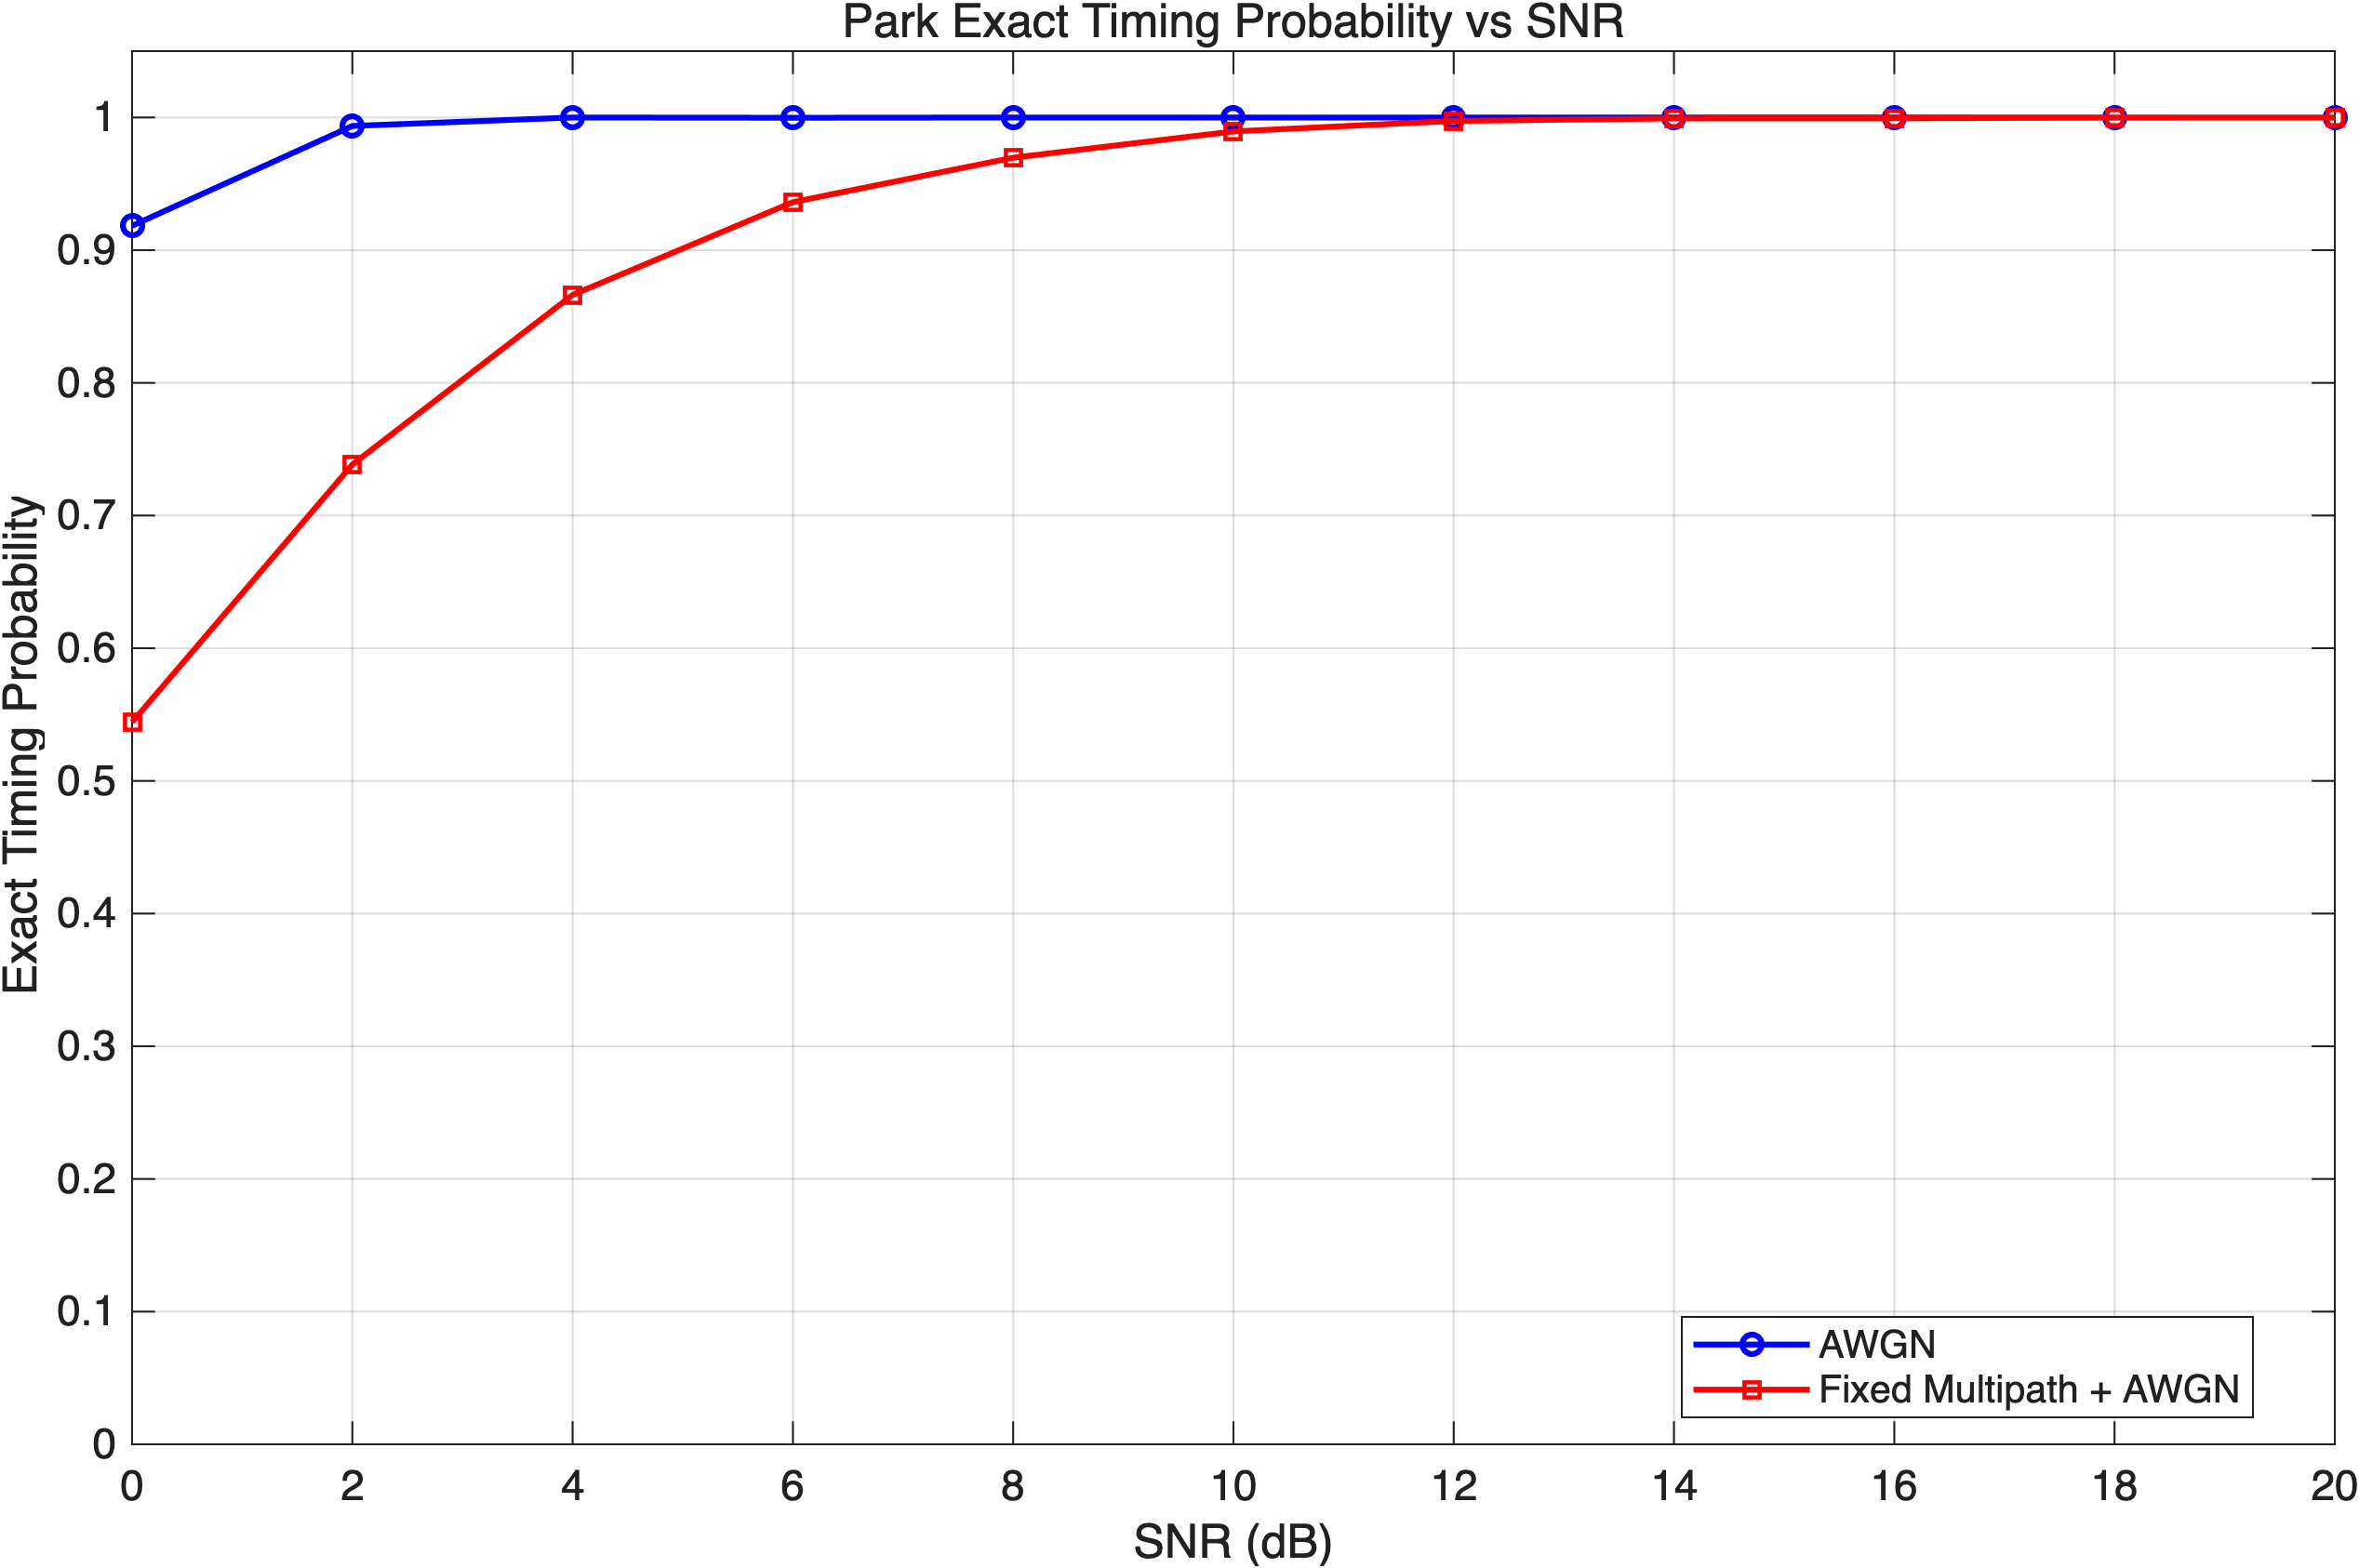 Park Exact Timing Probability vs SNR
Exact Timing Probability
1
0.9
0.8
0.7
0.6
0.5
0.4
0.3
0.2
0.1
0
0 2 4 6 8 10 12 14 16 18 20
SNR (dB)
AWGN
Fixed Multipath + AWGN